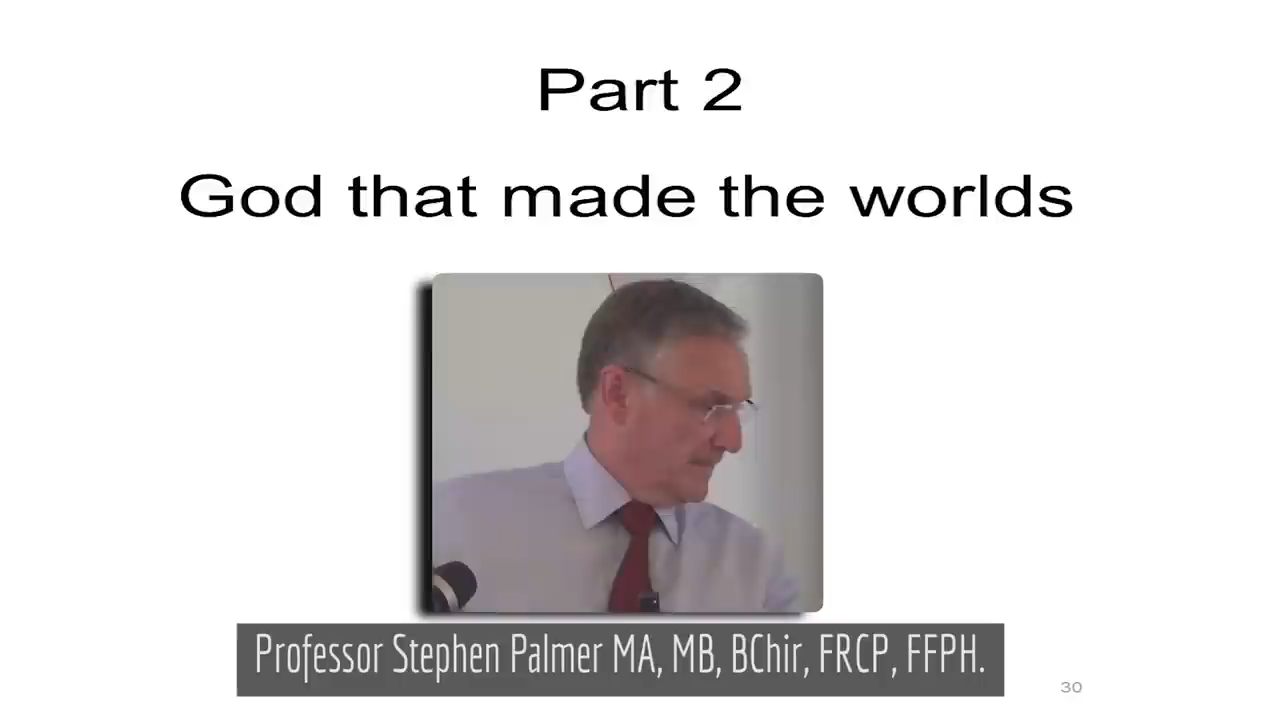 Part 2
God that made the worlds
Professor Stephen Palmer MA, MB, BChir, FRCP, FFPH.
30